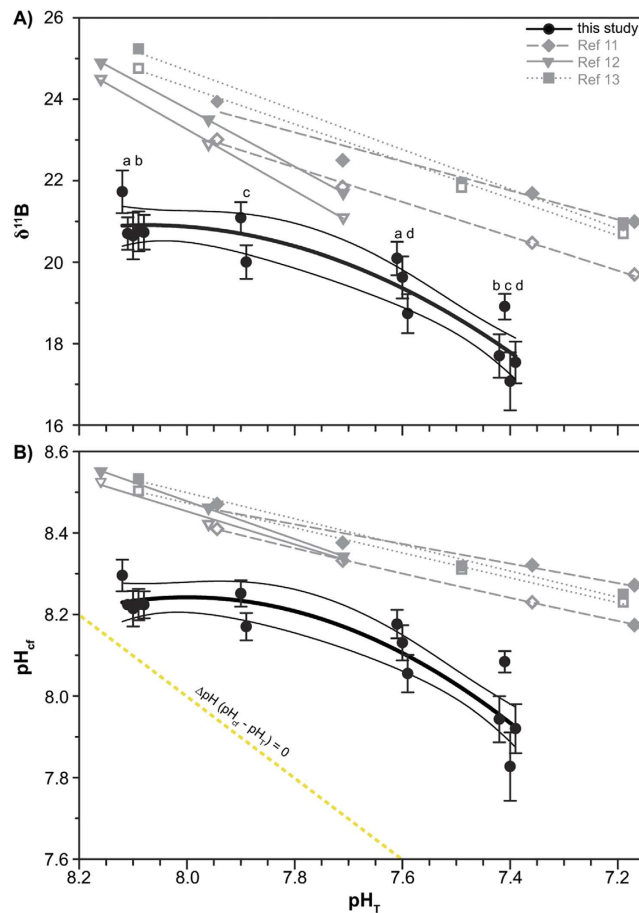 A)
26
24
22
20
18
16
δ¹¹B
this study
Ref 11
Ref 12
Ref 13
a b
c
a d
b c d
B)
8.6
8.4
8.2
8.0
7.8
7.6
pHcf
ΔpH (pHcf - pHT) = 0
8.2 8.0 7.8 7.6 7.4 7.2
pHT